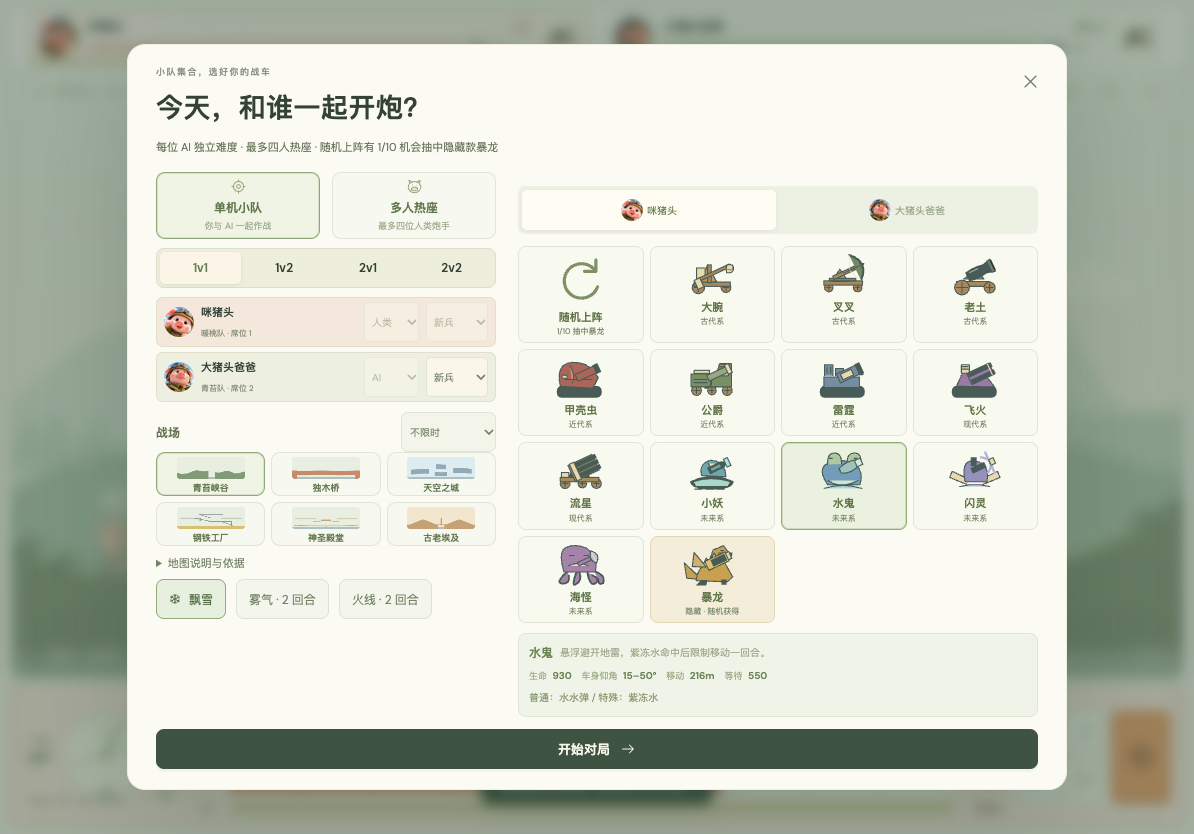 小队集合，选好你的战车
今天，和谁一起开炮?
每位 AI 独立难度 · 最多四人热座 · 随机上阵有 1/10 机会抽中隐藏款暴龙
单机小队
你与 AI 一起作战
多人热座
最多四位人类炮手
1v1
1v2
2v1
2v2
咪猪头
暖桃队 · 席位 1
人类
新兵
大猪头爸爸
青苔队 · 席位 2
AI
新兵
战场
不限时
青苔峡谷
独木桥
天空之城
钢铁工厂
神圣殿堂
古老埃及
地图说明与依据
飘雪
雾气 · 2 回合
火线 · 2 回合
咪猪头
大猪头爸爸
随机上阵
1/10 抽中暴龙
大腕
古代系
叉叉
古代系
老土
古代系
甲壳虫
近代系
公爵
近代系
雷霆
近代系
飞火
现代系
流星
现代系
小妖
未来系
水鬼
未来系
闪灵
未来系
海怪
未来系
暴龙
隐藏 · 随机获得
水鬼 悬浮避开地雷，紫冻水命中后限制移动一回合。
生命 930 车身仰角 15–50° 移动 216m 等待 550
普通：水水弹 / 特殊：紫冻水
开始对局 →